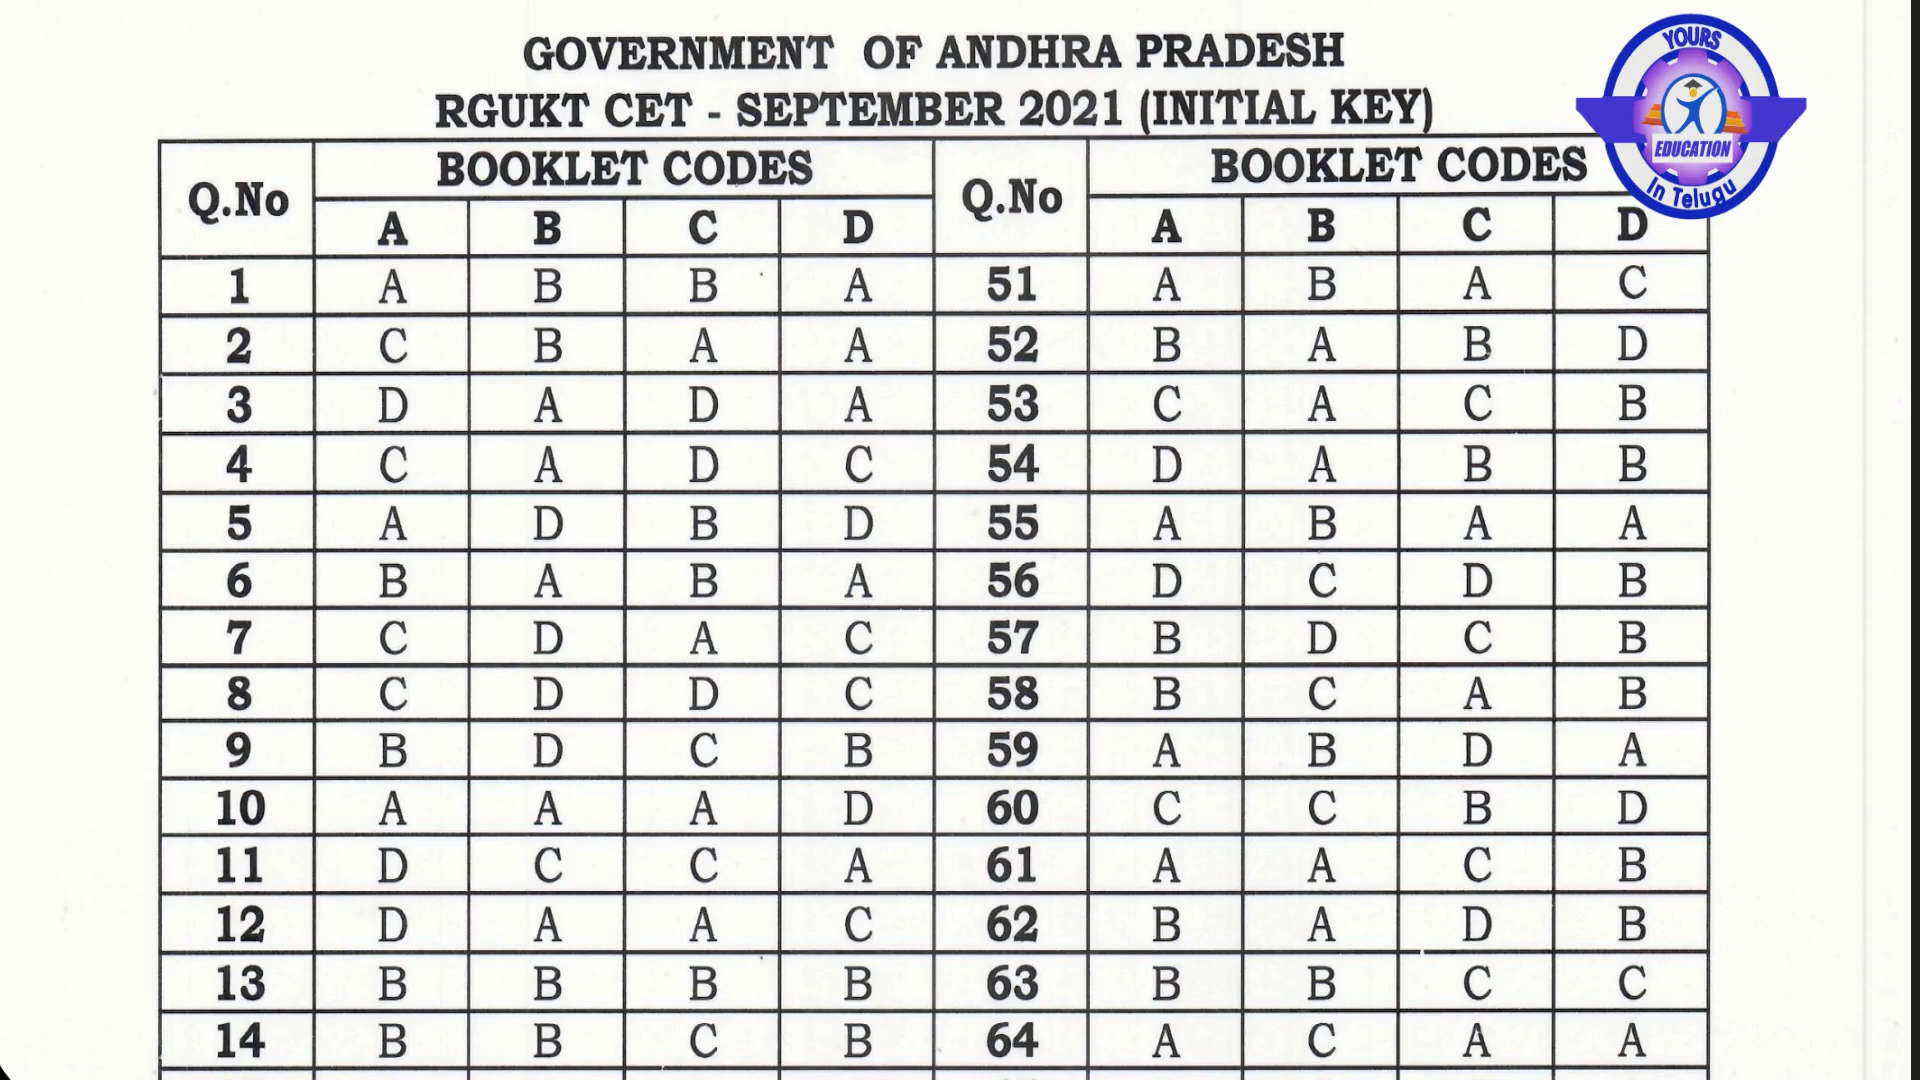 GOVERNMENT OF ANDHRA PRADESH
RGUKT CET - SEPTEMBER 2021 (INITIAL KEY)
YOURS
EDUCATION
In Telugu
Q.No BOOKLET CODES Q.No BOOKLET CODES
A B C D A B C D
1 A B B A 51 A B A C
2 C B A A 52 B A B D
3 D A D A 53 C A C B
4 C A D C 54 D A B B
5 A D B D 55 A B A A
6 B A B A 56 D C D B
7 C D A C 57 B D C B
8 C D D C 58 B C A B
9 B D C B 59 A B D A
10 A A A D 60 C C B D
11 D C C A 61 A A C B
12 D A A C 62 B A D B
13 B B B B 63 B B C C
14 B B C B 64 A C A A